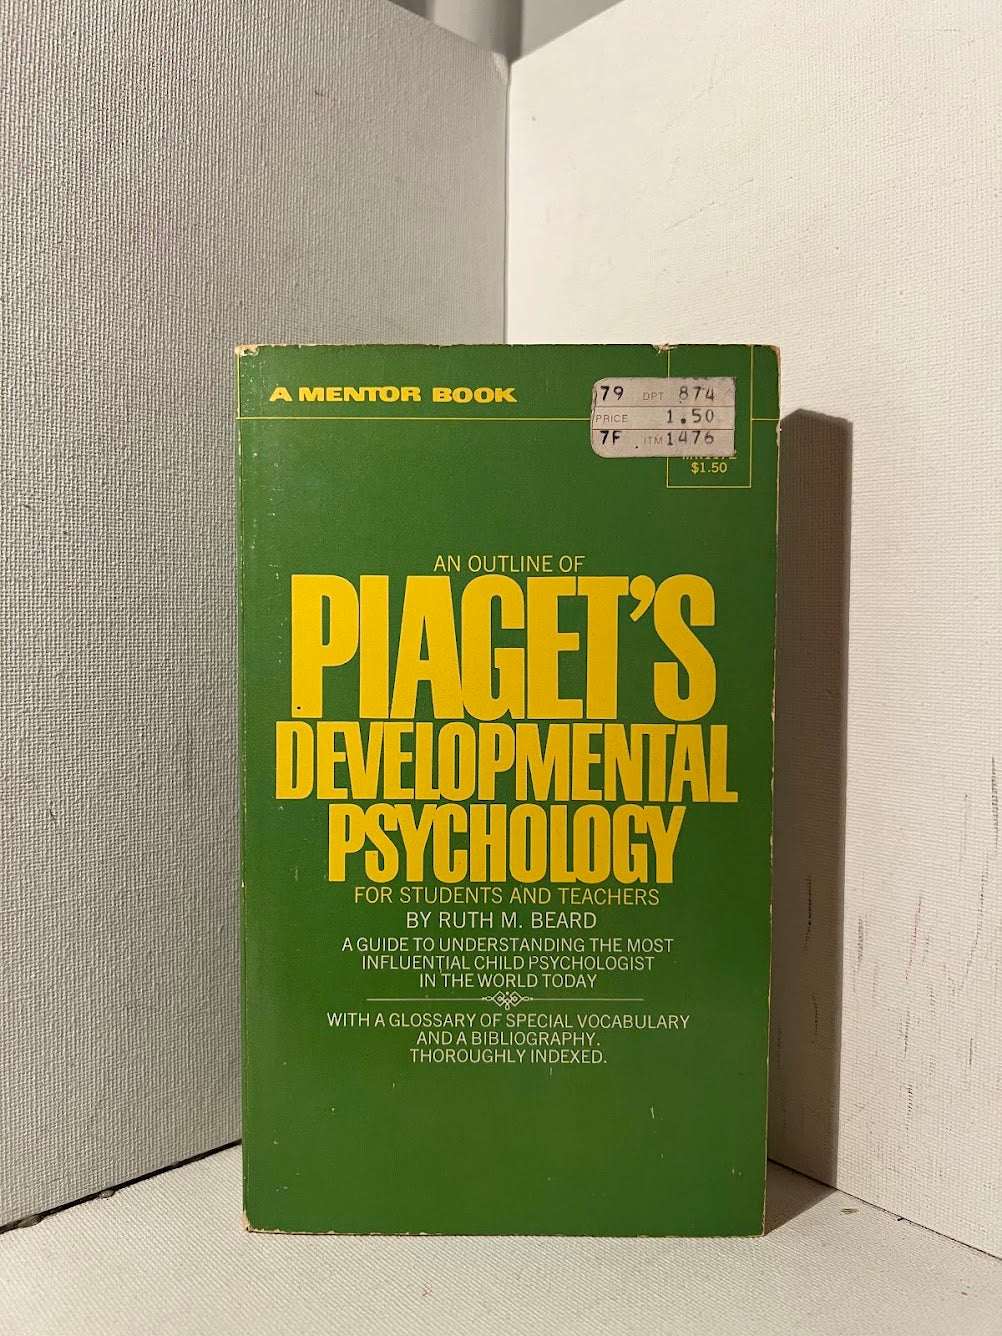 A MENTOR BOOK
79 DPT 874
PRICE 1.50
7F ITM 1476
$1.50
AN OUTLINE OF
PIAGET'S
DEVELOPMENTAL
PSYCHOLOGY
FOR STUDENTS AND TEACHERS
BY RUTH M. BEARD
A GUIDE TO UNDERSTANDING THE MOST
INFLUENTIAL CHILD PSYCHOLOGIST
IN THE WORLD TODAY
WITH A GLOSSARY OF SPECIAL VOCABULARY
AND A BIBLIOGRAPHY.
THOROUGHLY INDEXED.